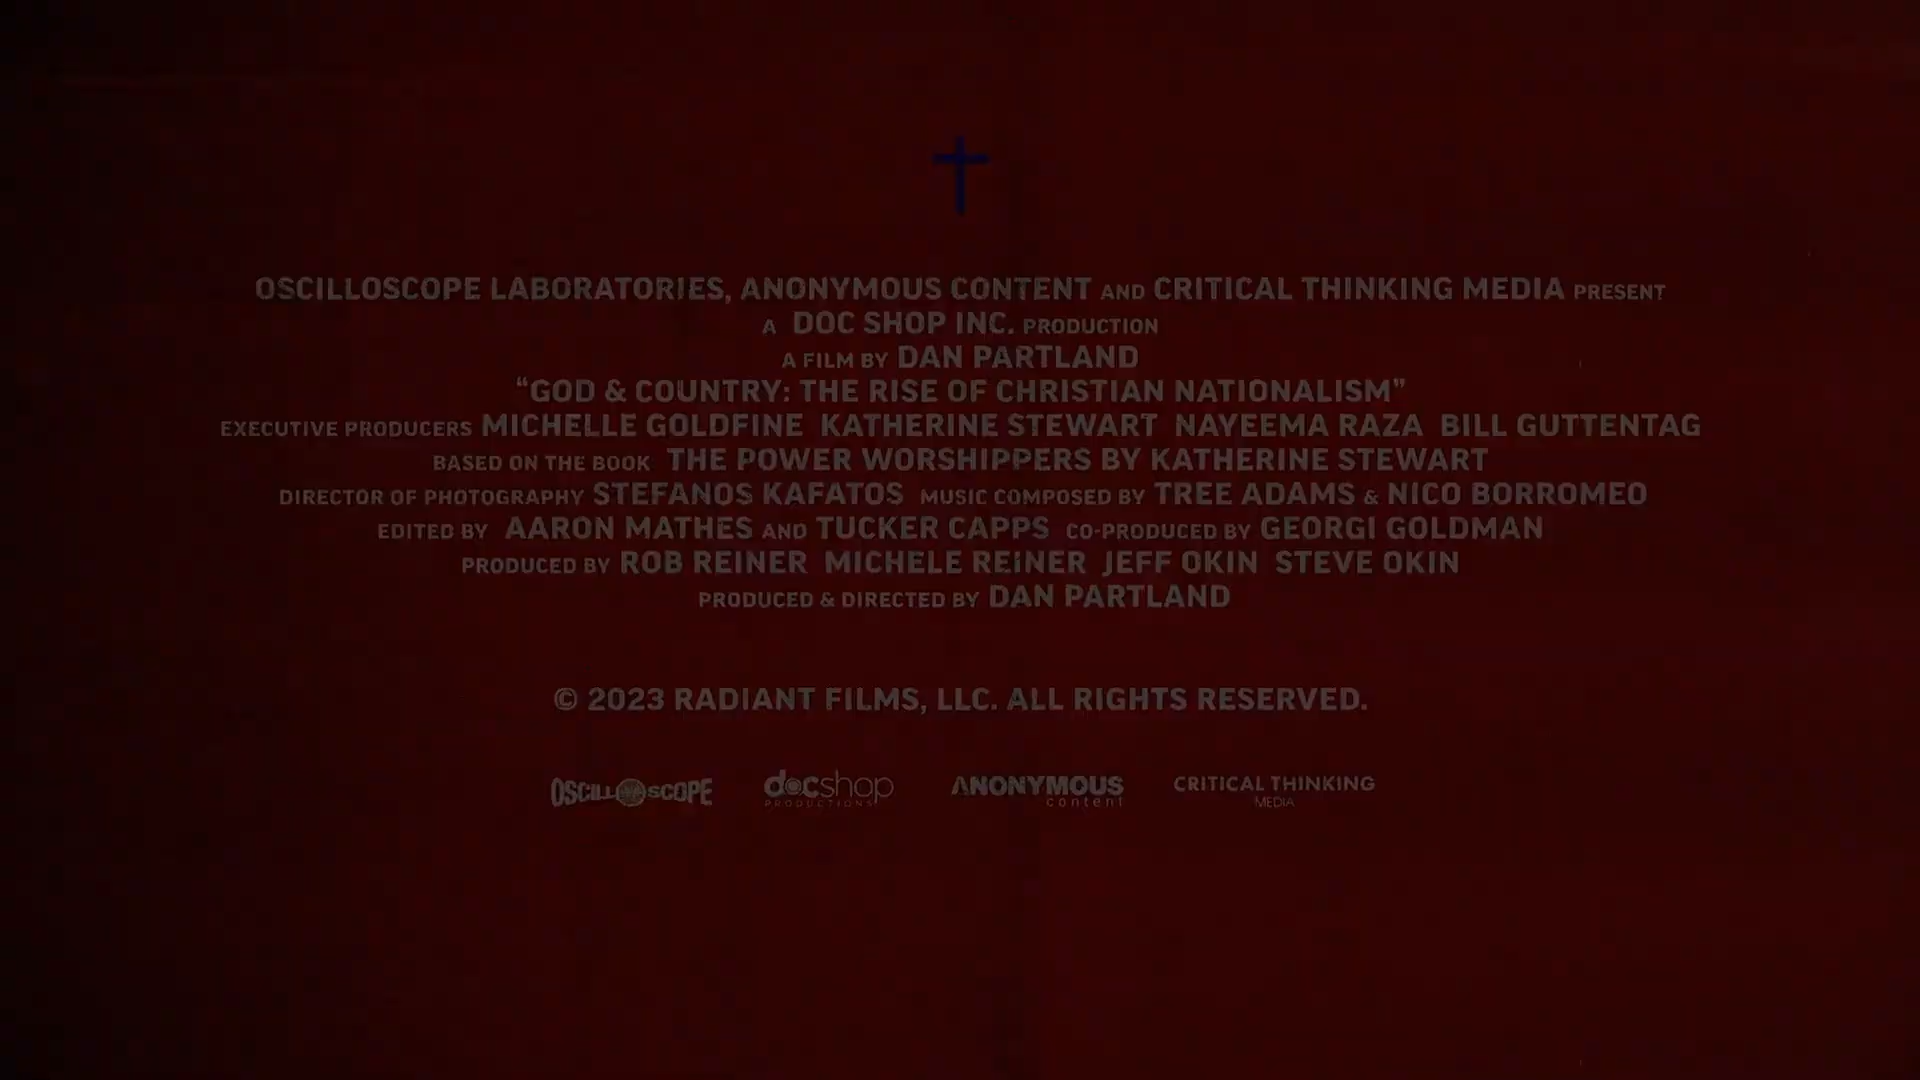 OSCILLOSCOPE LABORATORIES, ANONYMOUS CONTENT AND CRITICAL THINKING MEDIA PRESENT
A DOC SHOP INC. PRODUCTION
A FILM BY DAN PARTLAND
“GOD & COUNTRY: THE RISE OF CHRISTIAN NATIONALISM”
EXECUTIVE PRODUCERS MICHELLE GOLDFINE KATHERINE STEWART NAYEEMA RAZA BILL GUTTENTAG
BASED ON THE BOOK THE POWER WORSHIPPERS BY KATHERINE STEWART
DIRECTOR OF PHOTOGRAPHY STEFANOS KAFATOS MUSIC COMPOSED BY TREE ADAMS & NICO BORROMEO
EDITED BY AARON MATHES AND TUCKER CAPPS CO-PRODUCED BY GEORGI GOLDMAN
PRODUCED BY ROB REINER MICHELE REINER JEFF OKIN STEVE OKIN
PRODUCED & DIRECTED BY DAN PARTLAND
© 2023 RADIANT FILMS, LLC. ALL RIGHTS RESERVED.
OSCILLOSCOPE docshop ANONYMOUS CRITICAL THINKING
PRODUCTIONS content MEDIA